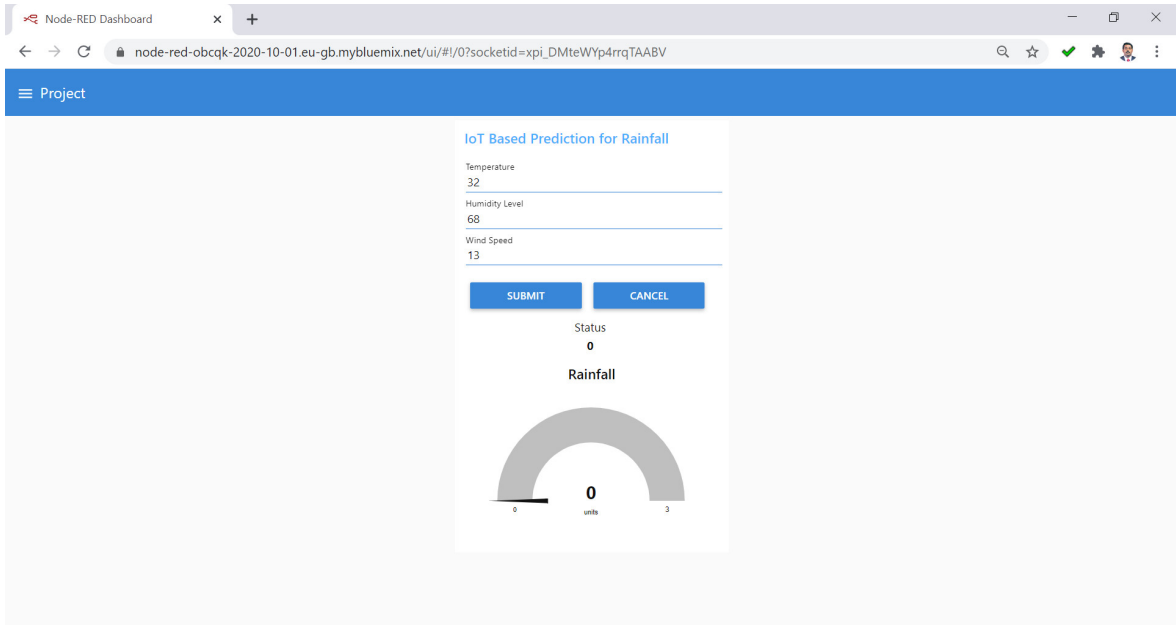 Node-RED Dashboard
node-red-obcqk-2020-10-01.eu-gb.mybluemix.net/ui/#!/0?socketid=xpi_DMteWYp4rrqTAABV
Project
IoT Based Prediction for Rainfall
Temperature
32
Humidity Level
68
Wind Speed
13
SUBMIT CANCEL
Status
0
Rainfall
0
0 units 3